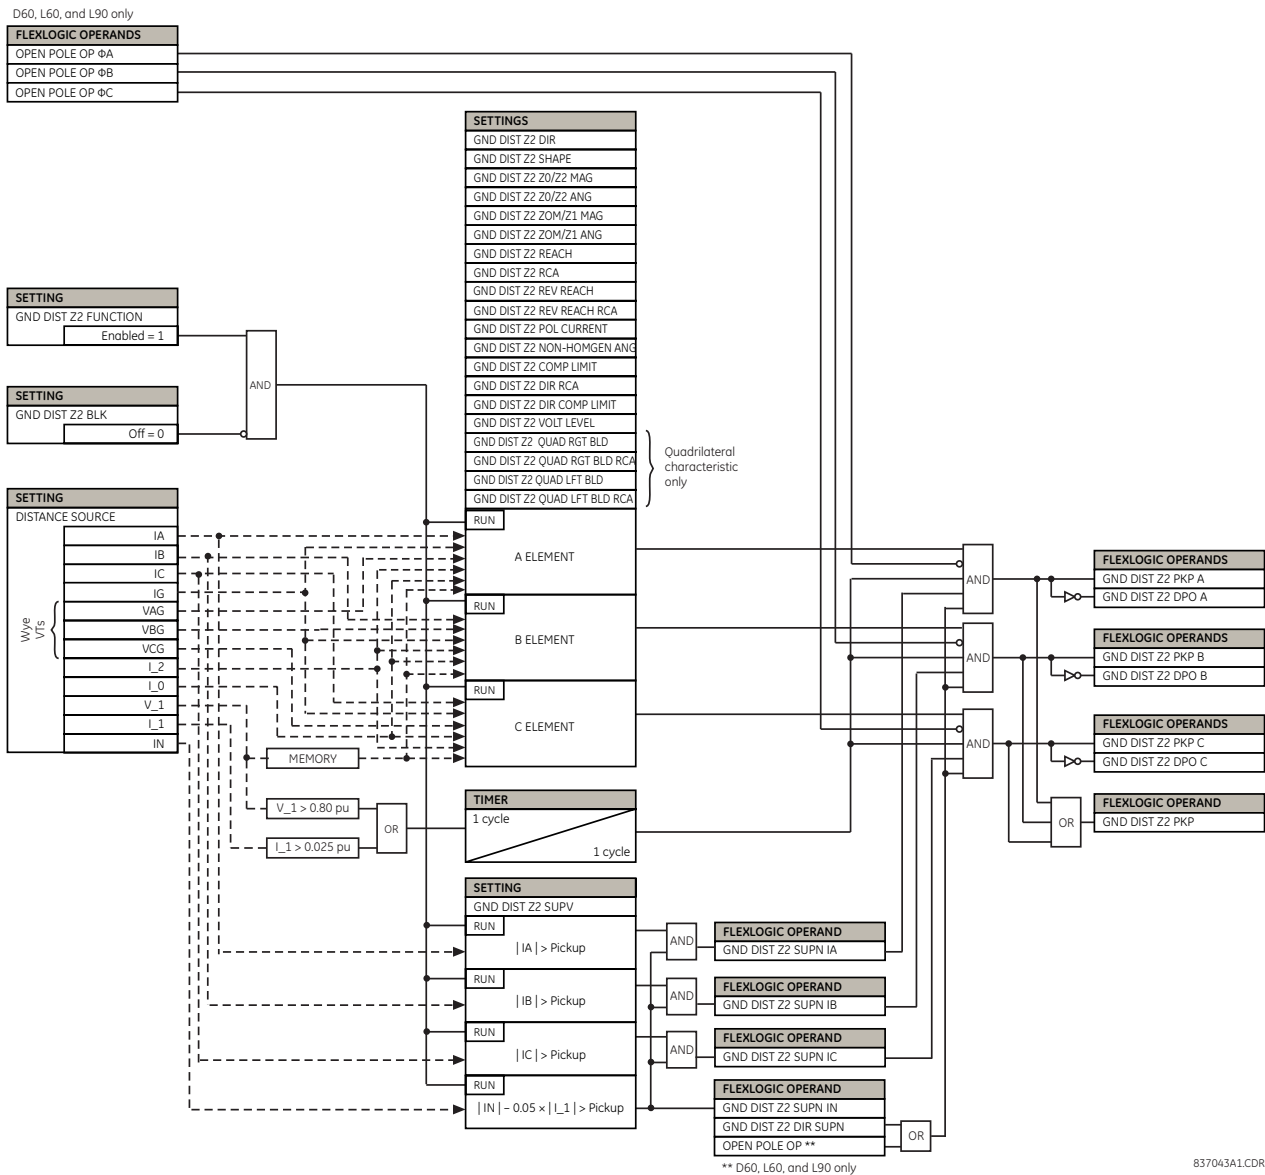 D60, L60, and L90 only
FLEXLOGIC OPERANDS
OPEN POLE OP ΦA
OPEN POLE OP ΦB
OPEN POLE OP ΦC
SETTING
GND DIST Z2 FUNCTION
Enabled = 1
SETTING
GND DIST Z2 BLK
Off = 0
AND
SETTING
DISTANCE SOURCE
Wye VTs
IA
IB
IC
IG
VAG
VBG
VCG
I_2
I_0
V_1
I_1
IN
MEMORY
V_1 > 0.80 pu
I_1 > 0.025 pu
OR
SETTINGS
GND DIST Z2 DIR
GND DIST Z2 SHAPE
GND DIST Z2 Z0/Z2 MAG
GND DIST Z2 Z0/Z2 ANG
GND DIST Z2 ZOM/Z1 MAG
GND DIST Z2 ZOM/Z1 ANG
GND DIST Z2 REACH
GND DIST Z2 RCA
GND DIST Z2 REV REACH
GND DIST Z2 REV REACH RCA
GND DIST Z2 POL CURRENT
GND DIST Z2 NON-HOMGEN ANG
GND DIST Z2 COMP LIMIT
GND DIST Z2 DIR RCA
GND DIST Z2 DIR COMP LIMIT
GND DIST Z2 VOLT LEVEL
GND DIST Z2 QUAD RGT BLD
GND DIST Z2 QUAD RGT BLD RCA
GND DIST Z2 QUAD LFT BLD
GND DIST Z2 QUAD LFT BLD RCA
Quadrilateral
characteristic
only
RUN
A ELEMENT
RUN
B ELEMENT
RUN
C ELEMENT
TIMER
1 cycle
1 cycle
SETTING
GND DIST Z2 SUPV
RUN
| IA | > Pickup
RUN
| IB | > Pickup
RUN
| IC | > Pickup
RUN
| IN | – 0.05 × | I_1 | > Pickup
AND
AND
AND
FLEXLOGIC OPERAND
GND DIST Z2 SUPN IA
FLEXLOGIC OPERAND
GND DIST Z2 SUPN IB
FLEXLOGIC OPERAND
GND DIST Z2 SUPN IC
FLEXLOGIC OPERAND
GND DIST Z2 SUPN IN
GND DIST Z2 DIR SUPN
OPEN POLE OP **
OR
** D60, L60, and L90 only
AND
AND
AND
FLEXLOGIC OPERANDS
GND DIST Z2 PKP A
GND DIST Z2 DPO A
FLEXLOGIC OPERANDS
GND DIST Z2 PKP B
GND DIST Z2 DPO B
FLEXLOGIC OPERANDS
GND DIST Z2 PKP C
GND DIST Z2 DPO C
OR
FLEXLOGIC OPERAND
GND DIST Z2 PKP
837043A1.CDR